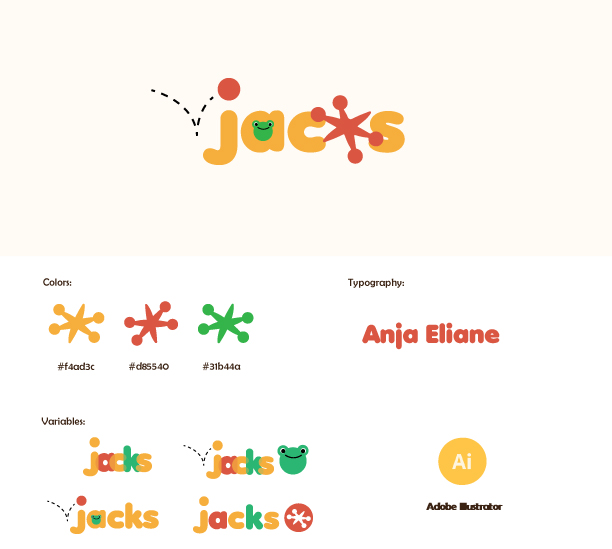 jacks
Colors:
Typography:
Anja Eliane
#f4ad3c
#d85540
#31b44a
Variables:
jacks
jacks
Ai
jacks
jacks
Adobe Illustrator